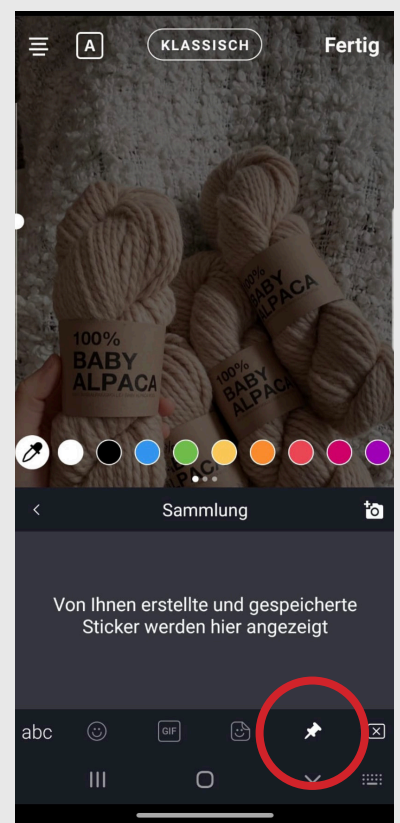 A
KLASSISCH
Fertig
100%
BABY
ALPACA
100%
BABY
ALPACA
100%
BABY
ALPACA
Sammlung
Von Ihnen erstellte und gespeicherte
Sticker werden hier angezeigt
abc
GIF